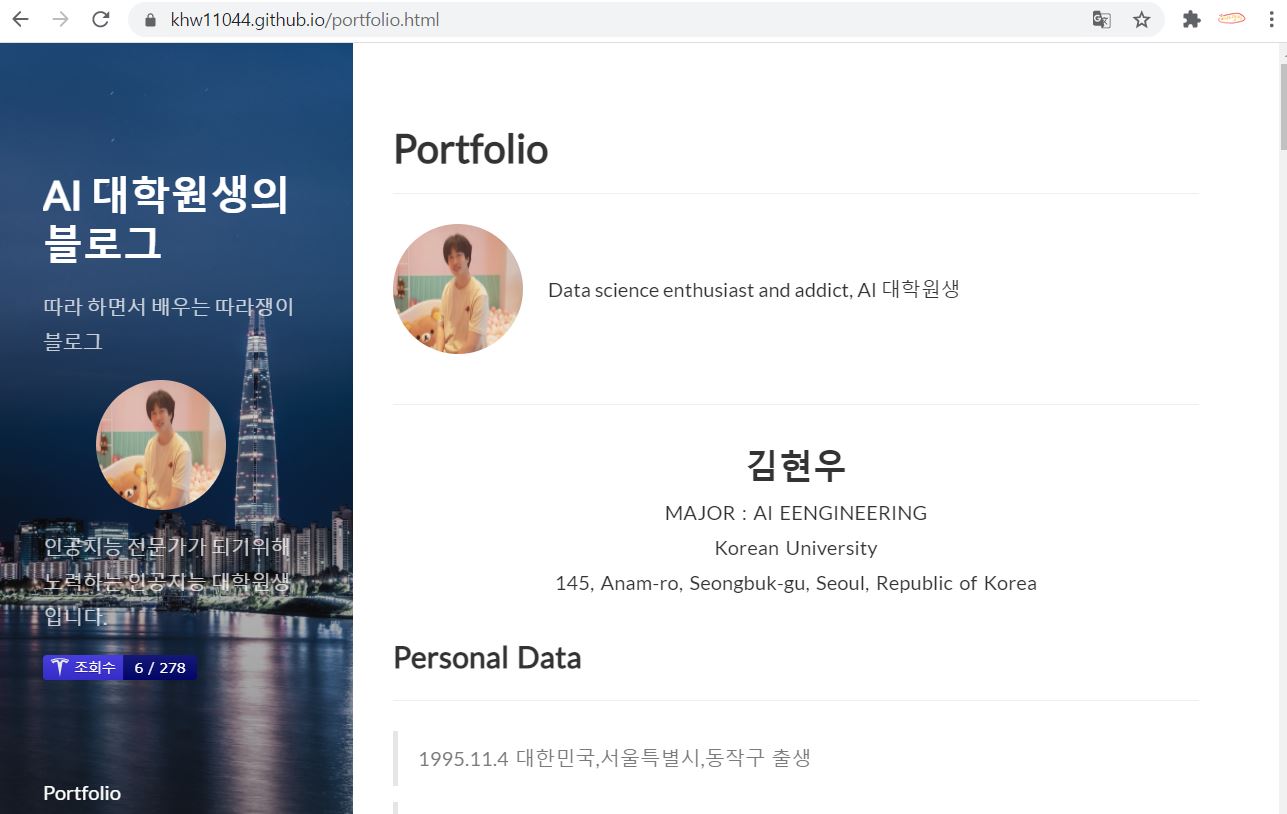 khw11044.github.io/portfolio.html
AI 대학원생의
블로그
따라 하면서 배우는 따라쟁이
블로그
인공지능 전문가가 되기위해
노력하는 인공지능 대학원생
입니다.
조회수 6 / 278
Portfolio
Portfolio
Data science enthusiast and addict, AI 대학원생
김현우
MAJOR : AI EENGINEERING
Korean University
145, Anam-ro, Seongbuk-gu, Seoul, Republic of Korea
Personal Data
1995.11.4 대한민국,서울특별시,동작구 출생